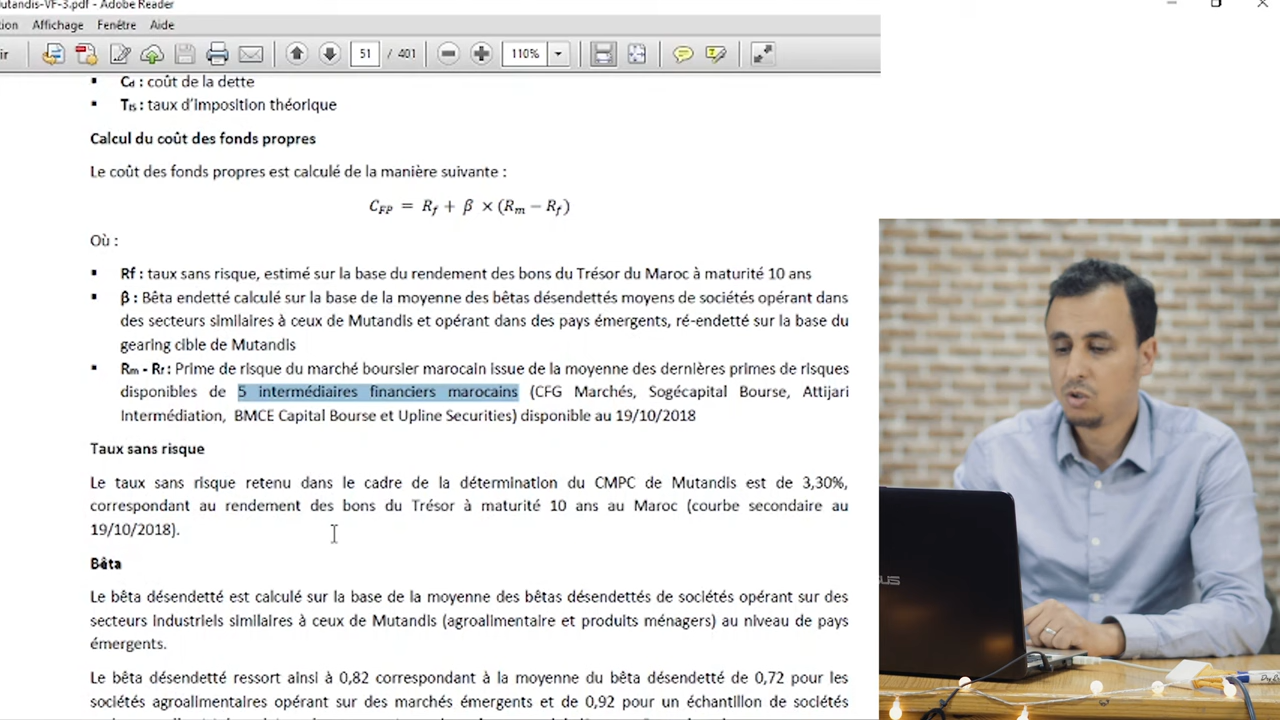 utandis-VF-3.pdf - Adobe Reader
tion Affichage Fenêtre Aide
ir 51 / 401 110%
▪ Cd : coût de la dette
▪ TIS : taux d'imposition théorique
Calcul du coût des fonds propres
Le coût des fonds propres est calculé de la manière suivante :
C_FP = R_f + β × (R_m − R_f)
Où :
▪ Rf : taux sans risque, estimé sur la base du rendement des bons du Trésor du Maroc à maturité 10 ans
▪ β : Bêta endetté calculé sur la base de la moyenne des bêtas désendettés moyens de sociétés opérant dans
des secteurs similaires à ceux de Mutandis et opérant dans des pays émergents, ré-endetté sur la base du
gearing cible de Mutandis
▪ Rm - Rf : Prime de risque du marché boursier marocain issue de la moyenne des dernières primes de risques
disponibles de 5 intermédiaires financiers marocains (CFG Marchés, Sogécapital Bourse, Attijari
Intermédiation, BMCE Capital Bourse et Upline Securities) disponible au 19/10/2018
Taux sans risque
Le taux sans risque retenu dans le cadre de la détermination du CMPC de Mutandis est de 3,30%,
correspondant au rendement des bons du Trésor à maturité 10 ans au Maroc (courbe secondaire au
19/10/2018).
Bêta
Le bêta désendetté est calculé sur la base de la moyenne des bêtas désendettés de sociétés opérant sur des
secteurs industriels similaires à ceux de Mutandis (agroalimentaire et produits ménagers) au niveau de pays
émergents.
Le bêta désendetté ressort ainsi à 0,82 correspondant à la moyenne du bêta désendetté de 0,72 pour les
sociétés agroalimentaires opérant sur des marchés émergents et de 0,92 pour un échantillon de sociétés